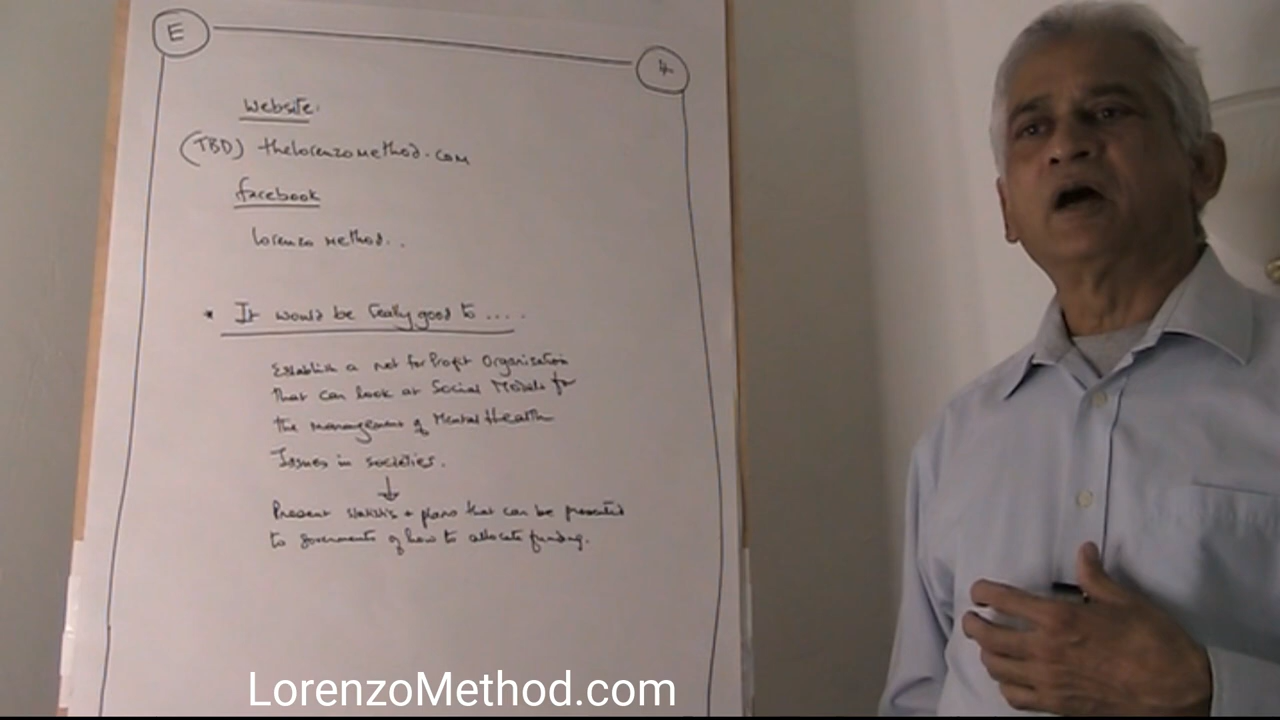 E
4
Website.
(TBD) thelorenzomethod.com
facebook
lorenzo method..
* It would be really good to .....
Establish a not for Profit Organisation
that can look at Social Models for
the management of Mental Health
Issues in societies.
↓
Present statistics + plans that can be presented
to governments of how to allocate funding.
LorenzoMethod.com